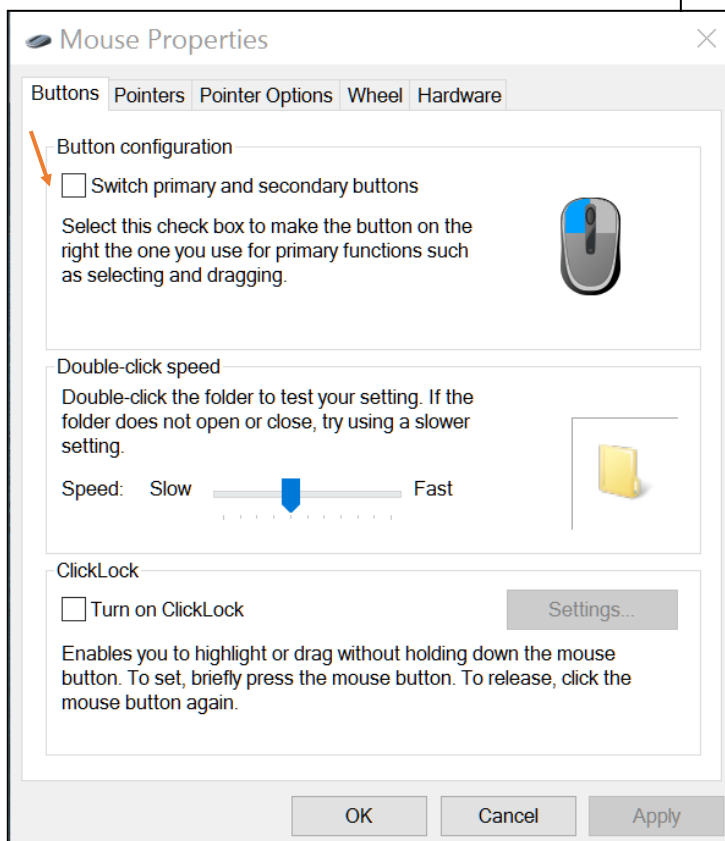 Mouse Properties
Buttons Pointers Pointer Options Wheel Hardware
Button configuration
Switch primary and secondary buttons
Select this check box to make the button on the
right the one you use for primary functions such
as selecting and dragging.
Double-click speed
Double-click the folder to test your setting. If the
folder does not open or close, try using a slower
setting.
Speed: Slow Fast
ClickLock
Turn on ClickLock Settings...
Enables you to highlight or drag without holding down the mouse
button. To set, briefly press the mouse button. To release, click the
mouse button again.
OK Cancel Apply